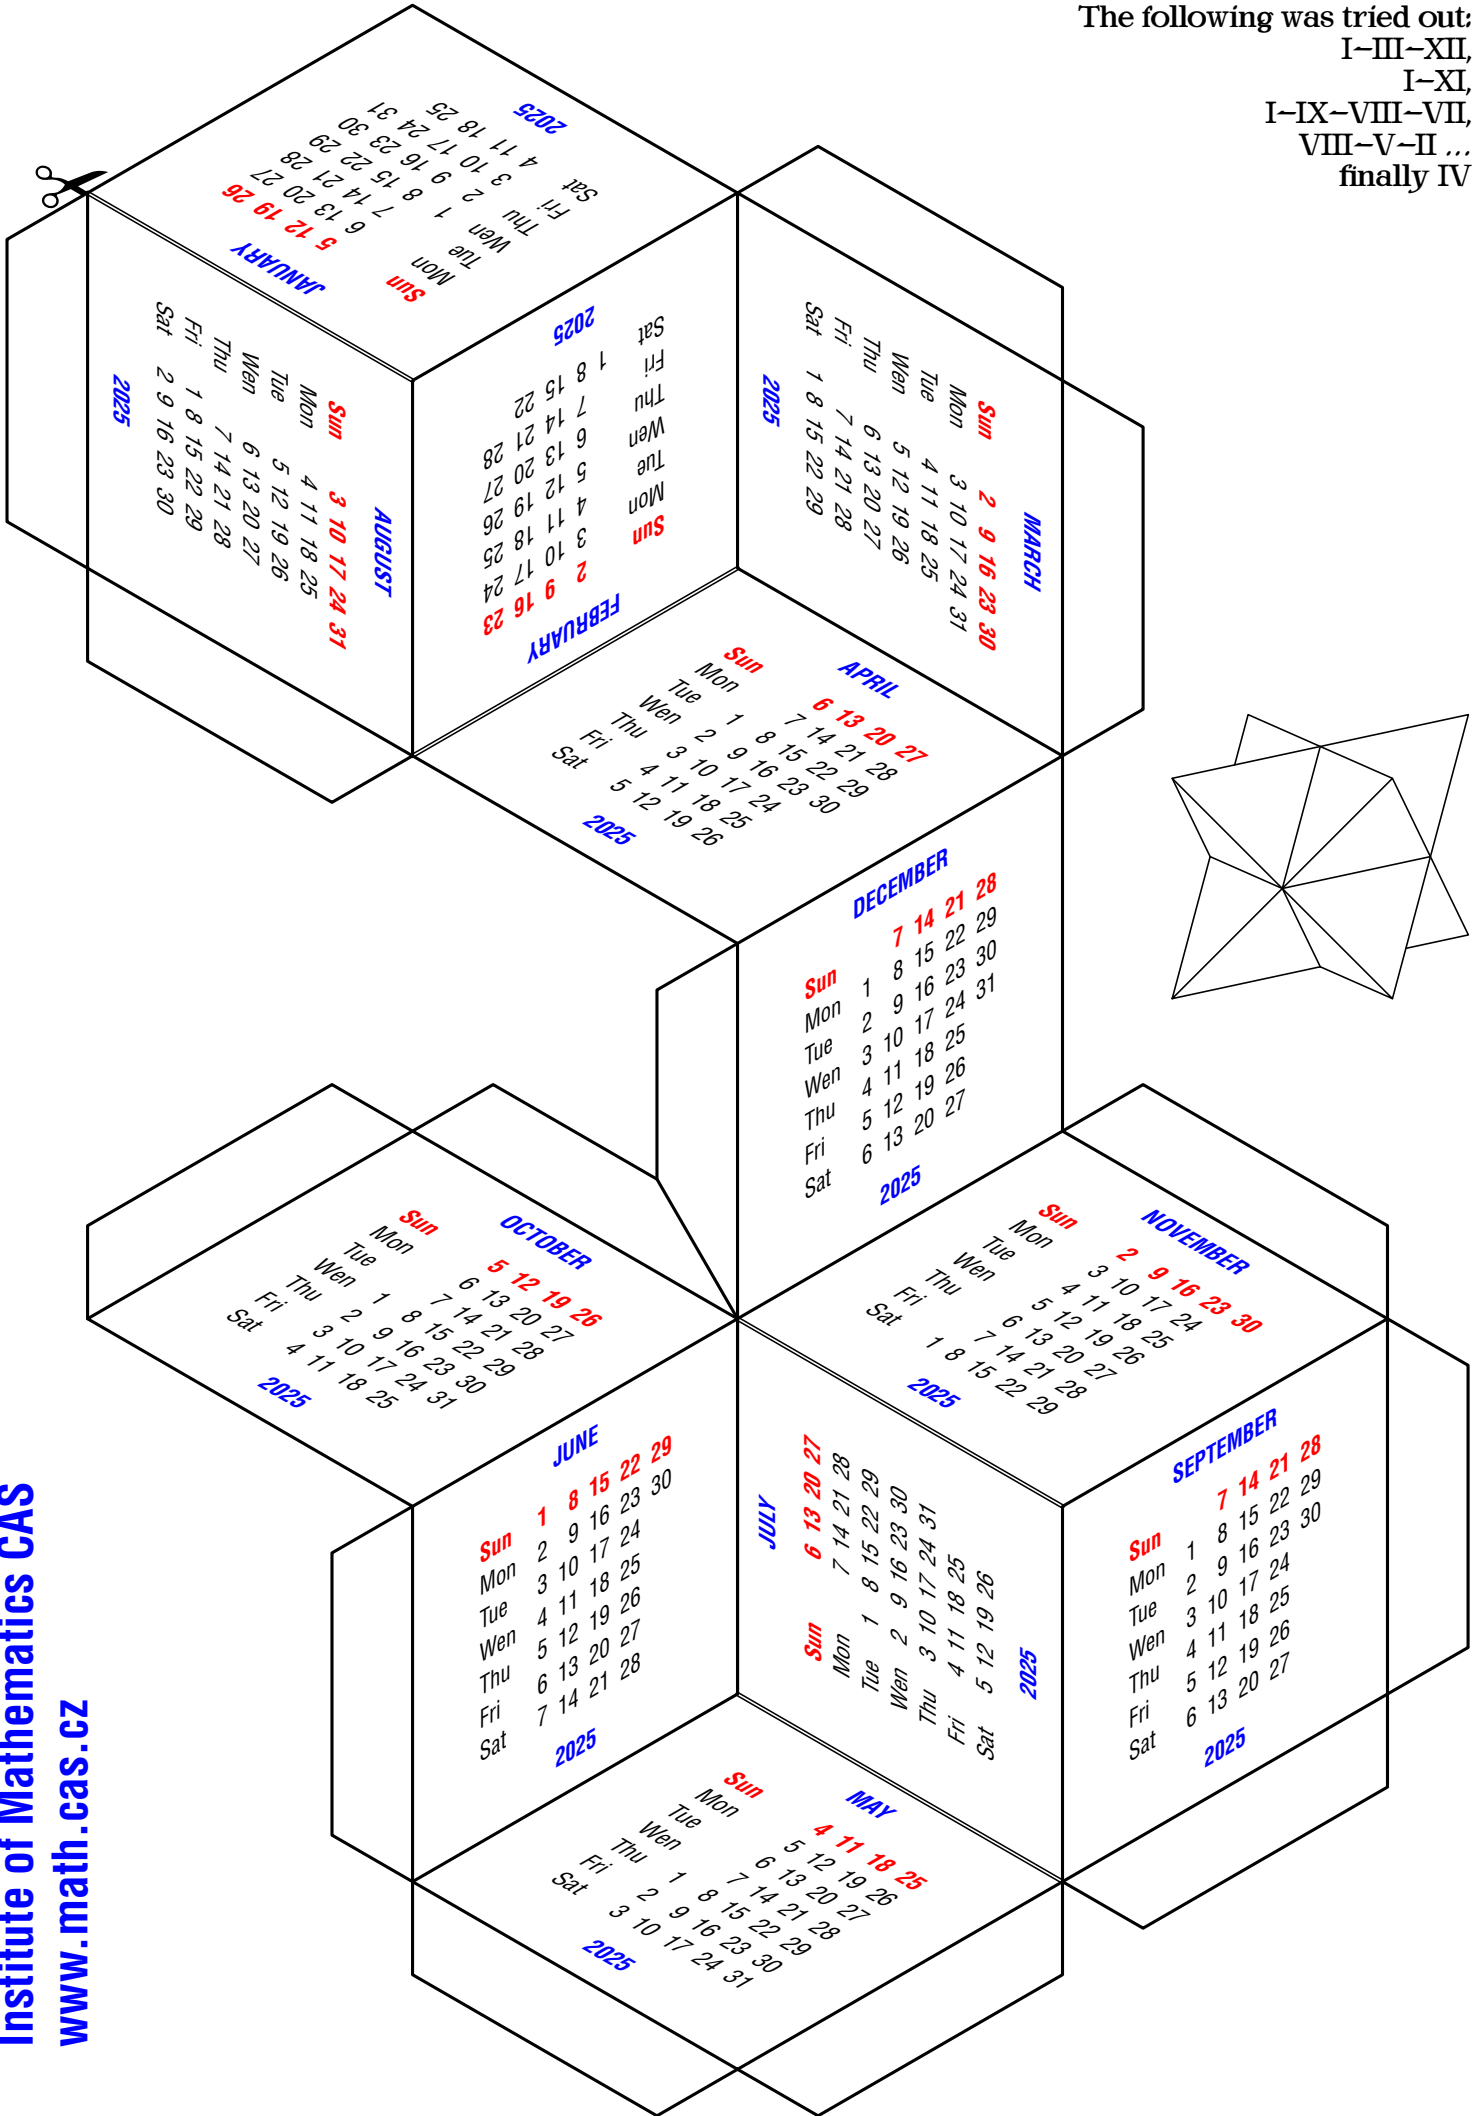 The following was tried out:
I–III–XII,
I–XI,
I–IX–VIII–VII,
VIII–V–II ...
finally IV
JANUARY
Sun 5 12 19 26
Mon 6 13 20 27
Tue 7 14 21 28
Wen 1 8 15 22 29
Thu 2 9 16 23 30
Fri 3 10 17 24 31
Sat 4 11 18 25
2025
AUGUST
Sun 3 10 17 24 31
Mon 4 11 18 25
Tue 5 12 19 26
Wen 6 13 20 27
Thu 7 14 21 28
Fri 1 8 15 22 29
Sat 2 9 16 23 30
2025
FEBRUARY
Sun 2 9 16 23
Mon 3 10 17 24
Tue 4 11 18 25
Wen 5 12 19 26
Thu 6 13 20 27
Fri 7 14 21 28
Sat 1 8 15 22
2025
MARCH
Sun 2 9 16 23 30
Mon 3 10 17 24 31
Tue 4 11 18 25
Wen 5 12 19 26
Thu 6 13 20 27
Fri 7 14 21 28
Sat 1 8 15 22 29
2025
APRIL
Sun 6 13 20 27
Mon 7 14 21 28
Tue 1 8 15 22 29
Wen 2 9 16 23 30
Thu 3 10 17 24
Fri 4 11 18 25
Sat 5 12 19 26
2025
DECEMBER
Sun 7 14 21 28
Mon 1 8 15 22 29
Tue 2 9 16 23 30
Wen 3 10 17 24 31
Thu 4 11 18 25
Fri 5 12 19 26
Sat 6 13 20 27
2025
OCTOBER
Sun 5 12 19 26
Mon 6 13 20 27
Tue 7 14 21 28
Wen 1 8 15 22 29
Thu 2 9 16 23 30
Fri 3 10 17 24 31
Sat 4 11 18 25
2025
NOVEMBER
Sun 2 9 16 23 30
Mon 3 10 17 24
Tue 4 11 18 25
Wen 5 12 19 26
Thu 6 13 20 27
Fri 7 14 21 28
Sat 1 8 15 22 29
2025
JUNE
Sun 1 8 15 22 29
Mon 2 9 16 23 30
Tue 3 10 17 24
Wen 4 11 18 25
Thu 5 12 19 26
Fri 6 13 20 27
Sat 7 14 21 28
2025
JULY
Sun 6 13 20 27
Mon 7 14 21 28
Tue 1 8 15 22 29
Wen 2 9 16 23 30
Thu 3 10 17 24 31
Fri 4 11 18 25
Sat 5 12 19 26
2025
SEPTEMBER
Sun 7 14 21 28
Mon 1 8 15 22 29
Tue 2 9 16 23 30
Wen 3 10 17 24
Thu 4 11 18 25
Fri 5 12 19 26
Sat 6 13 20 27
2025
MAY
Sun 4 11 18 25
Mon 5 12 19 26
Tue 6 13 20 27
Wen 7 14 21 28
Thu 1 8 15 22 29
Fri 2 9 16 23 30
Sat 3 10 17 24 31
2025
Institute of Mathematics CAS
www.math.cas.cz